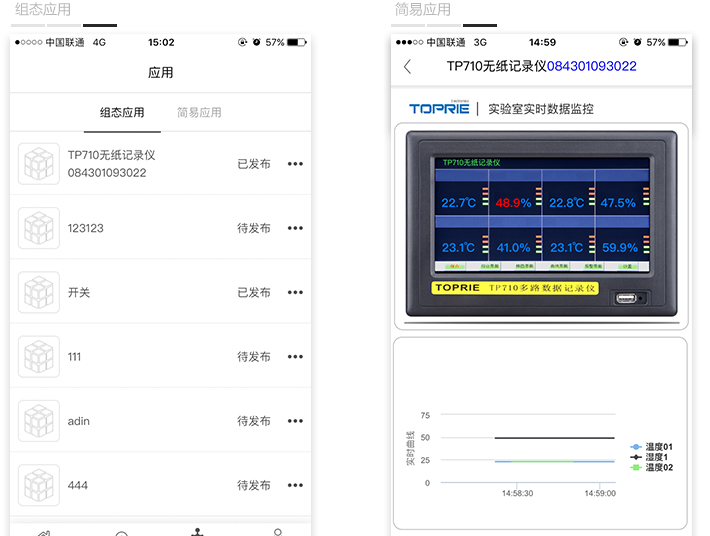 组态应用
中国联通 4G 15:02 57%
应用
组态应用 简易应用
TP710无纸记录仪
084301093022
已发布
123123 待发布
开关 已发布
111 待发布
adin 待发布
444 待发布
简易应用
中国联通 3G 14:59 57%
TP710无纸记录仪084301093022
TOPRIE | 实验室实时数据监控
TP710无纸记录仪
22.7℃ 48.9% 22.8℃ 47.5%
23.1℃ 41.0% 23.1℃ 59.9%
TOPRIE TP710多路数据记录仪
实时曲线
75
50
25
0
14:58:30 14:59:00
温度01
湿度1
温度02